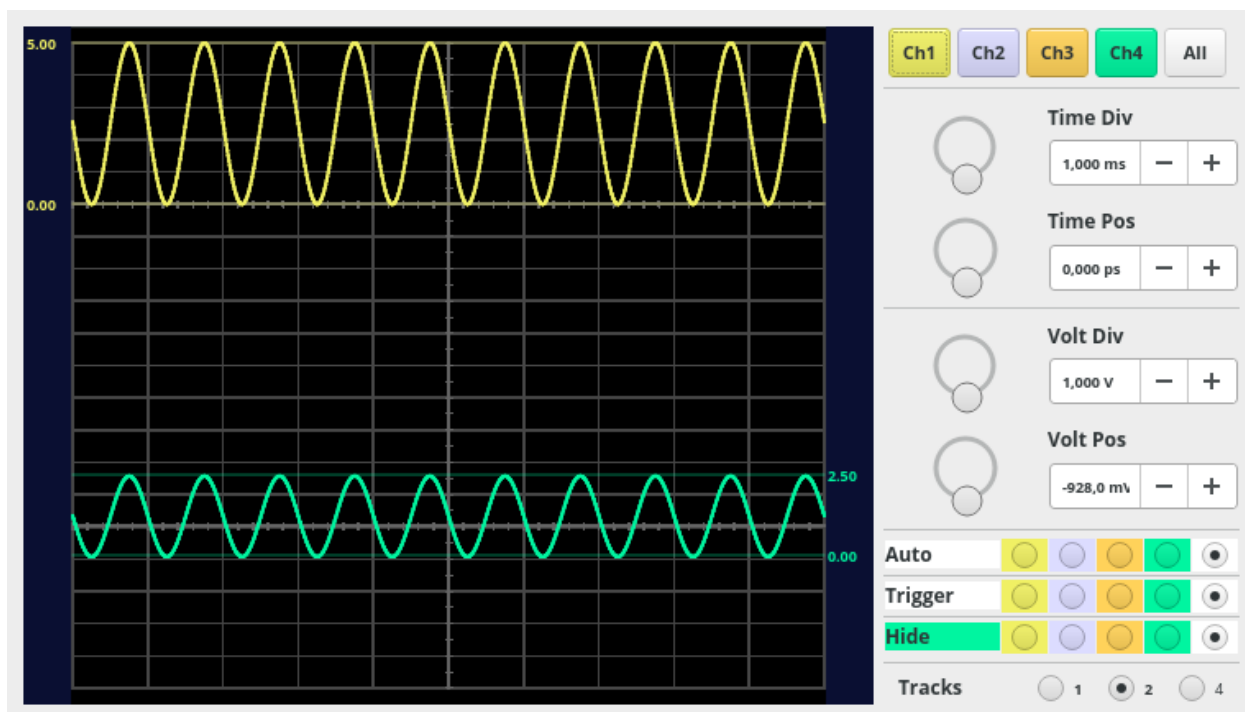 5.00
0.00
2.50
0.00
Ch1 Ch2 Ch3 Ch4 All
Time Div
1,000 ms − +
Time Pos
0,000 ps − +
Volt Div
1,000 V − +
Volt Pos
-928,0 m − +
Auto
Trigger
Hide
Tracks 1 2 4